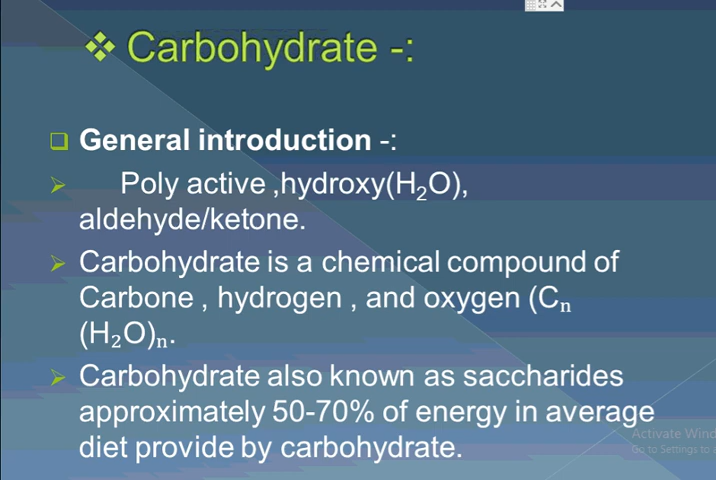 ❖ Carbohydrate -:
❑ General introduction -:
➢ Poly active ,hydroxy(H₂O),
aldehyde/ketone.
➢ Carbohydrate is a chemical compound of
Carbone , hydrogen , and oxygen (Cₙ
(H₂O)ₙ.
➢ Carbohydrate also known as saccharides
approximately 50-70% of energy in average
diet provide by carbohydrate.
Activate Wind
Go to Settings to